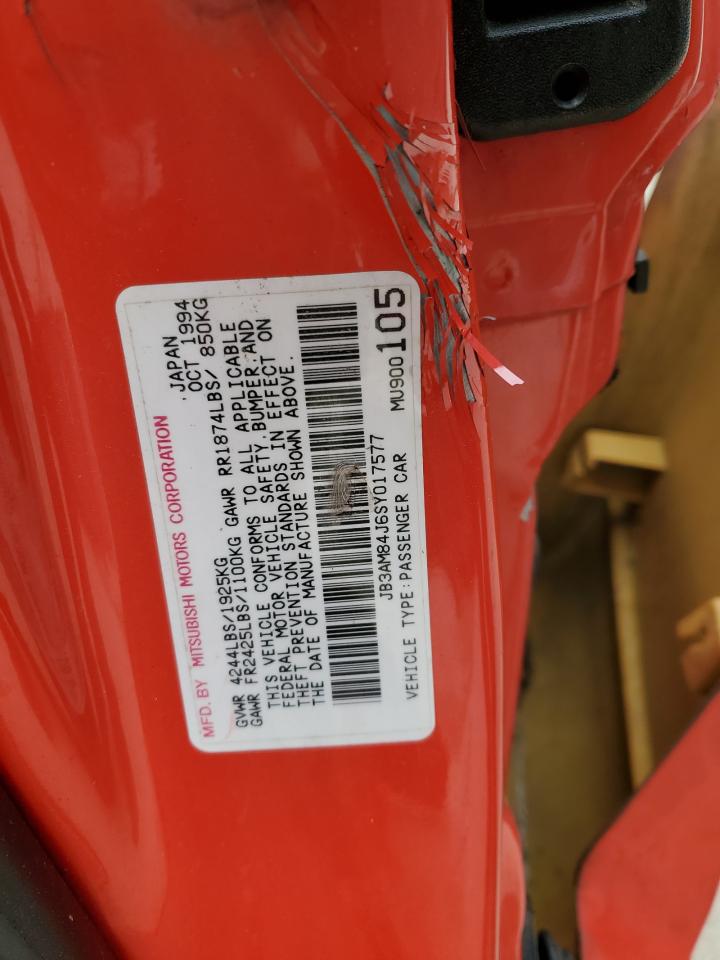 MFD. BY MITSUBISHI MOTORS CORPORATION JAPAN
GVWR 4244LBS/1925KG OCT 1994
GAWR FR2425LBS/1100KG GAWR RR1874LBS/ 850KG
THIS VEHICLE CONFORMS TO ALL APPLICABLE
FEDERAL MOTOR VEHICLE SAFETY,BUMPER,AND
THEFT PREVENTION STANDARDS IN EFFECT ON
THE DATE OF MANUFACTURE SHOWN ABOVE.
JB3AM84J6SY017577
VEHICLE TYPE:PASSENGER CAR MU900105